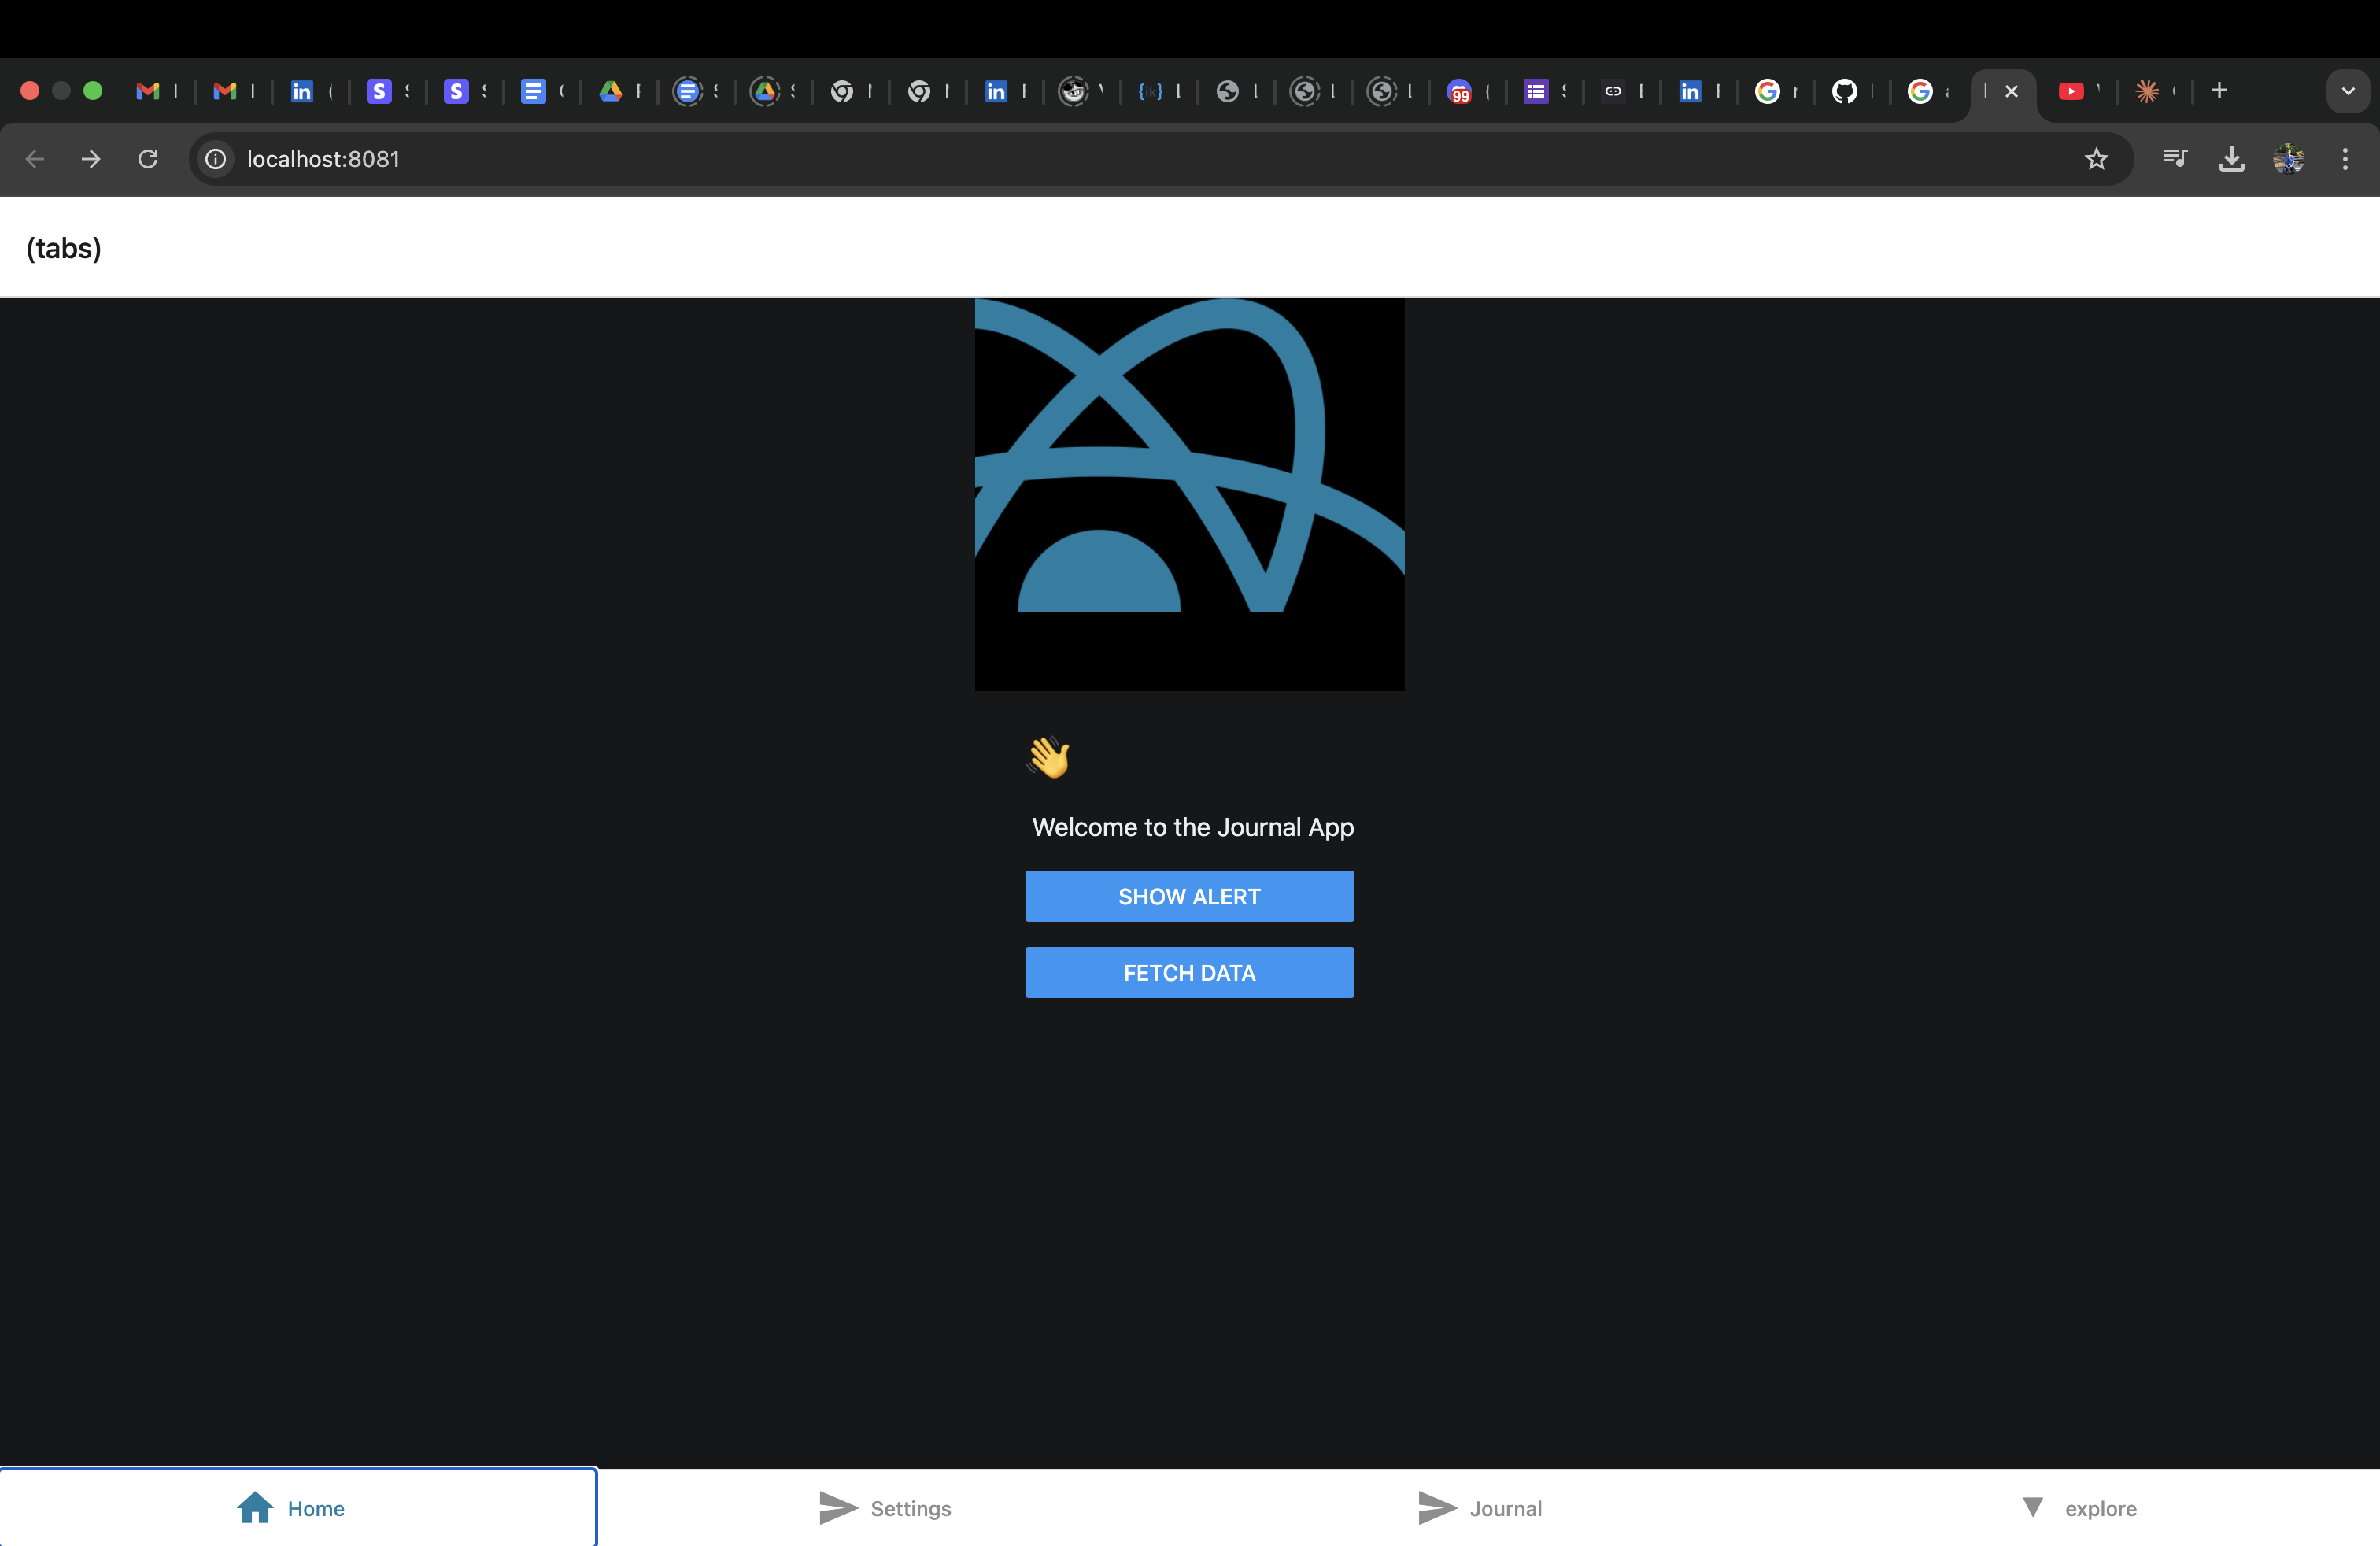 localhost:8081
(tabs)
Welcome to the Journal App
SHOW ALERT
FETCH DATA
Home
Settings
Journal
explore